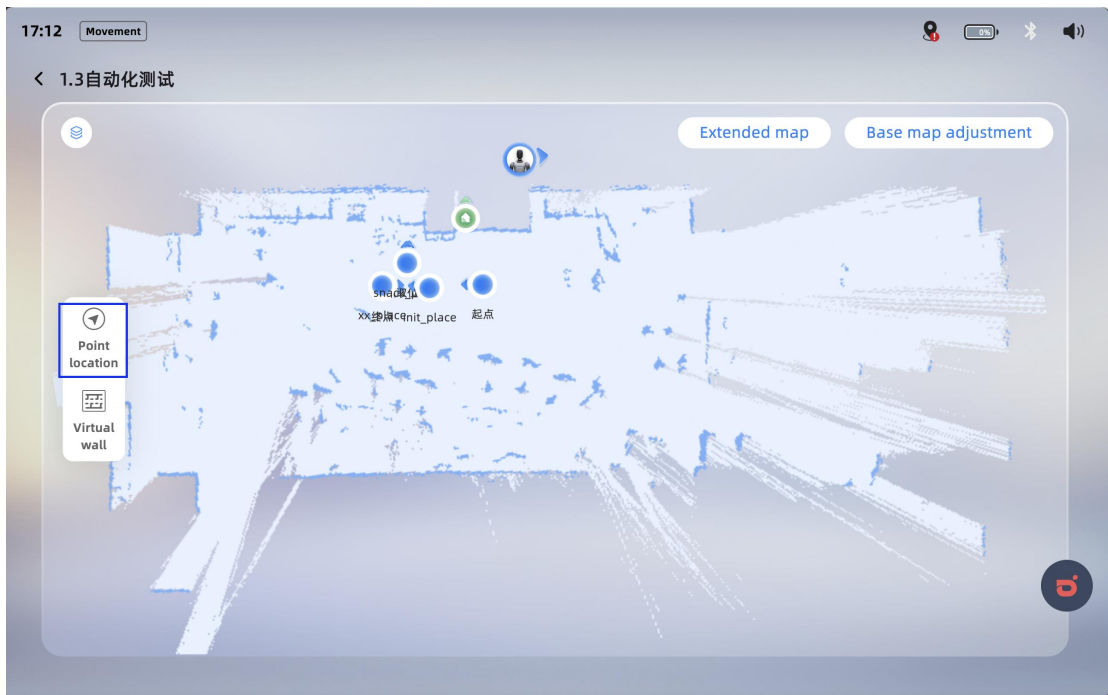 17:12 Movement 0%
1.3自动化测试
Extended map Base map adjustment
起点
Point
location
Virtual
wall